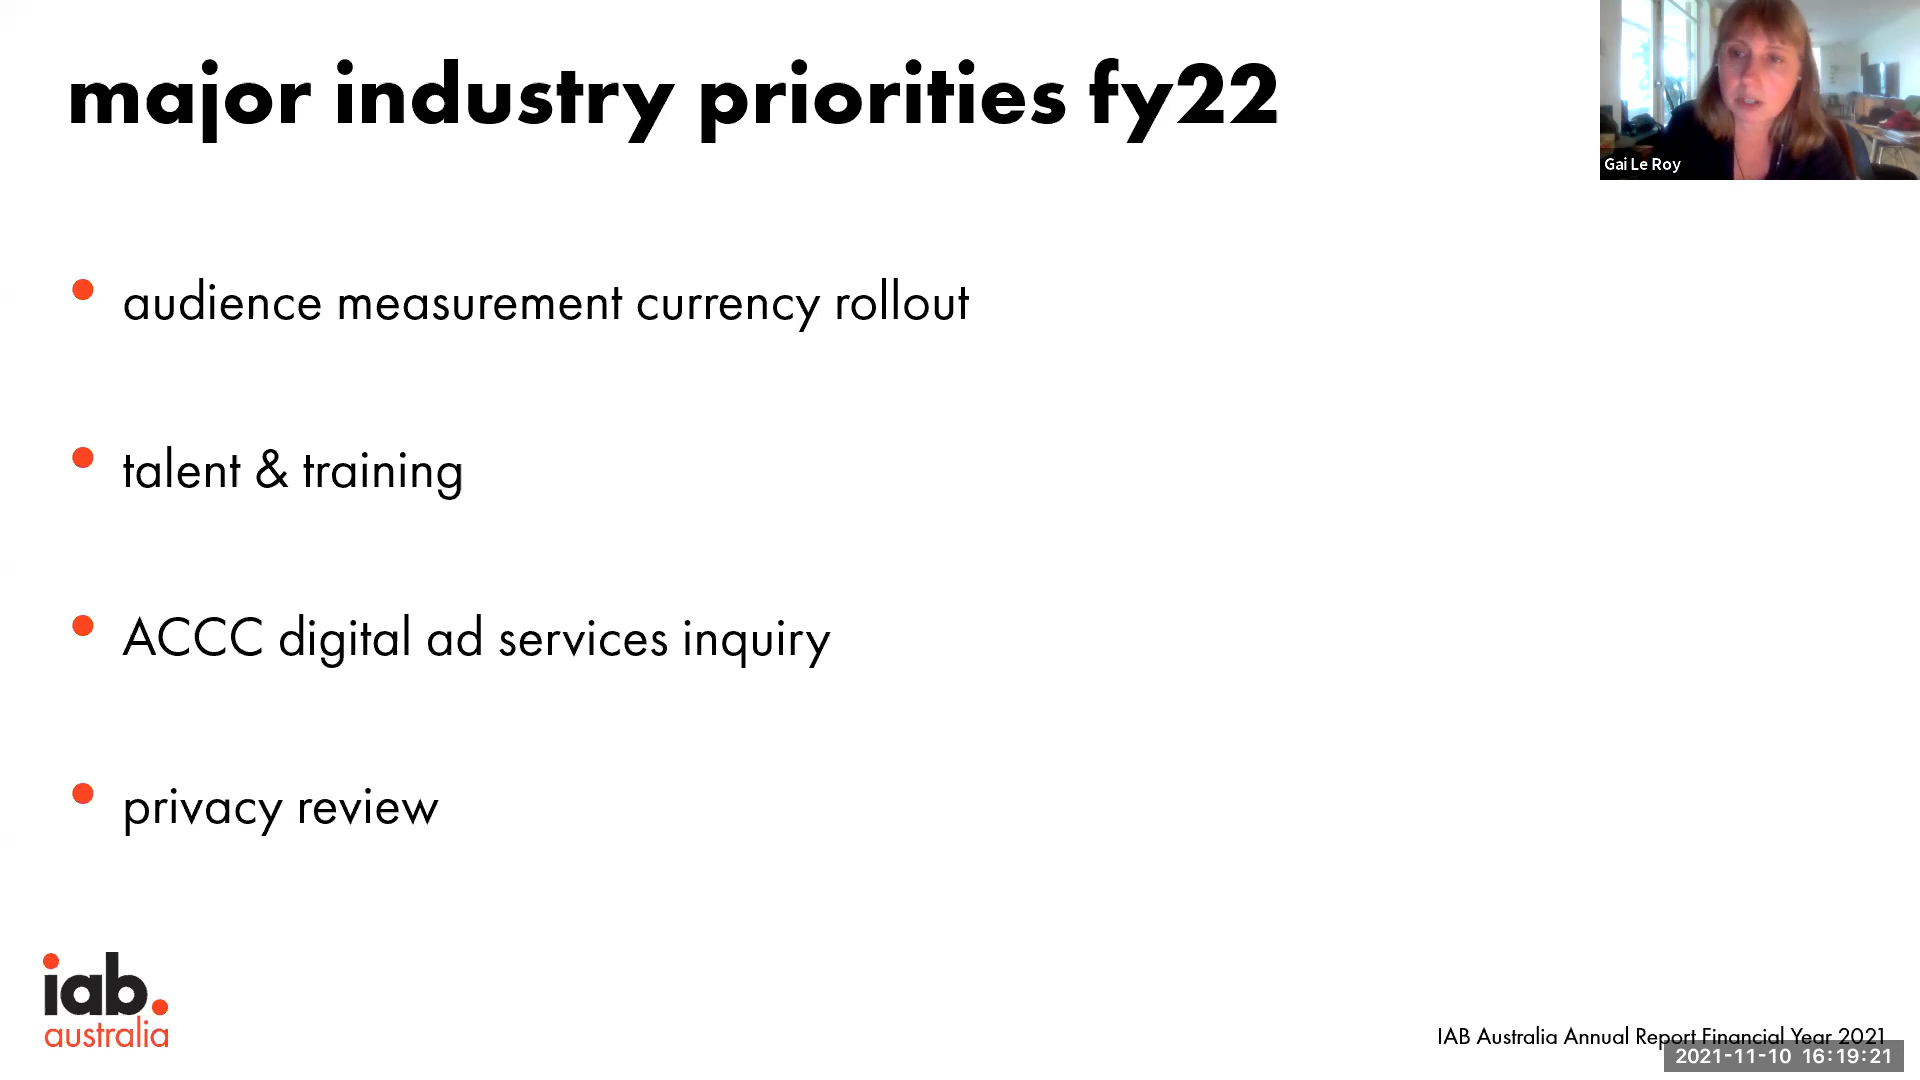 major industry priorities fy22
Gai Le Roy
• audience measurement currency rollout
• talent & training
• ACCC digital ad services inquiry
• privacy review
iab.
australia
IAB Australia Annual Report Financial Year 2021
2021-11-10 16:19:21